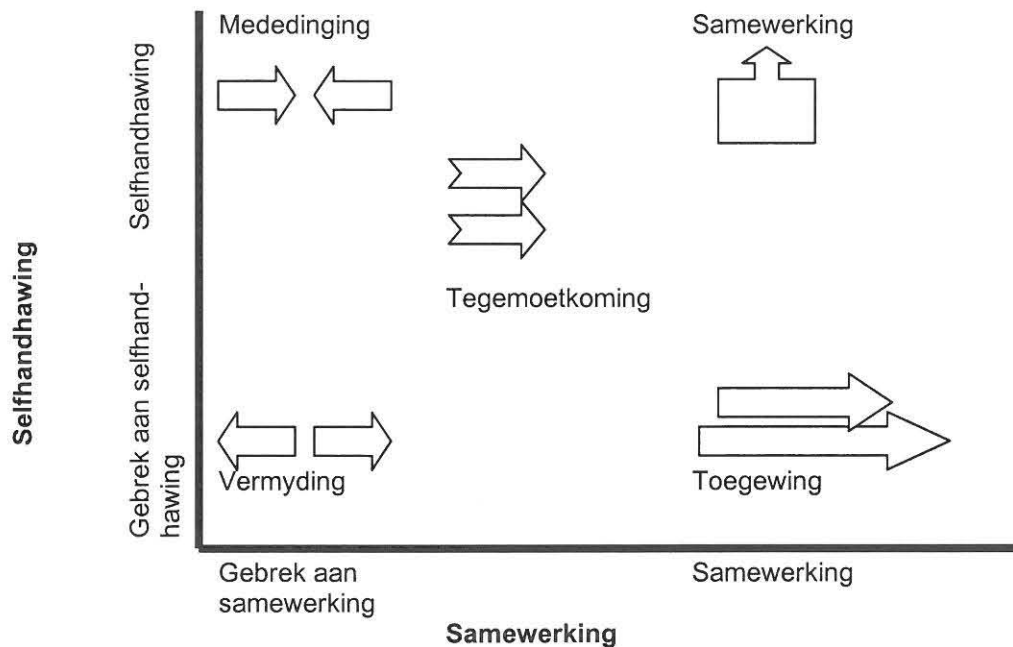 Mededinging
Samewerking
Selfhandhawing
Selfhandhawing
Tegemoetkoming
Gebrek aan selfhand-
hawing
Vermyding
Toegewing
Gebrek aan
samewerking
Samewerking
Samewerking